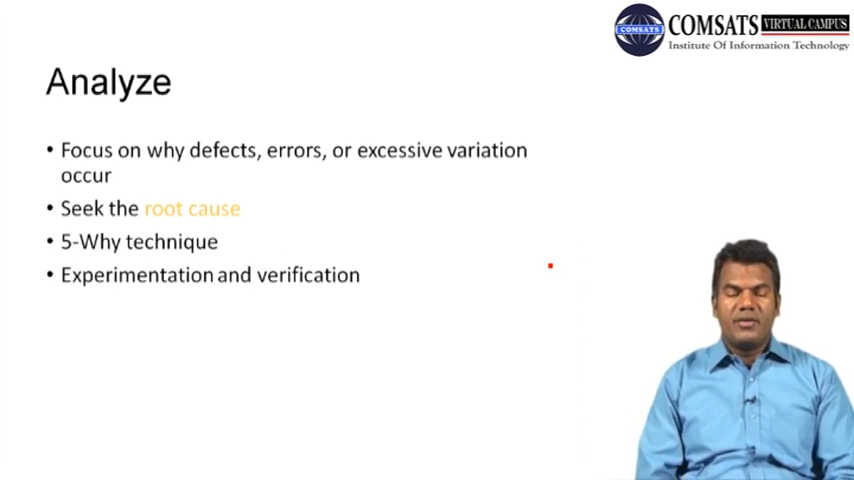 COMSATS
COMSATS VIRTUAL CAMPUS
Institute Of Information Technology
Analyze
• Focus on why defects, errors, or excessive variation
occur
• Seek the root cause
• 5-Why technique
• Experimentation and verification